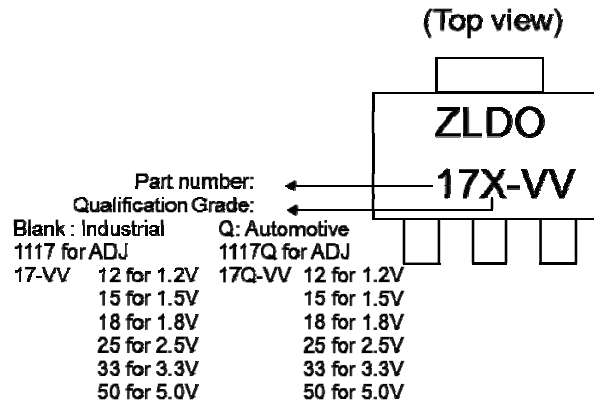 (Top view)
ZLDO
17X-VV
Part number:
Qualification Grade:
Blank : Industrial Q: Automotive
1117 for ADJ 1117Q for ADJ
17-VV 12 for 1.2V 17Q-VV 12 for 1.2V
15 for 1.5V 15 for 1.5V
18 for 1.8V 18 for 1.8V
25 for 2.5V 25 for 2.5V
33 for 3.3V 33 for 3.3V
50 for 5.0V 50 for 5.0V